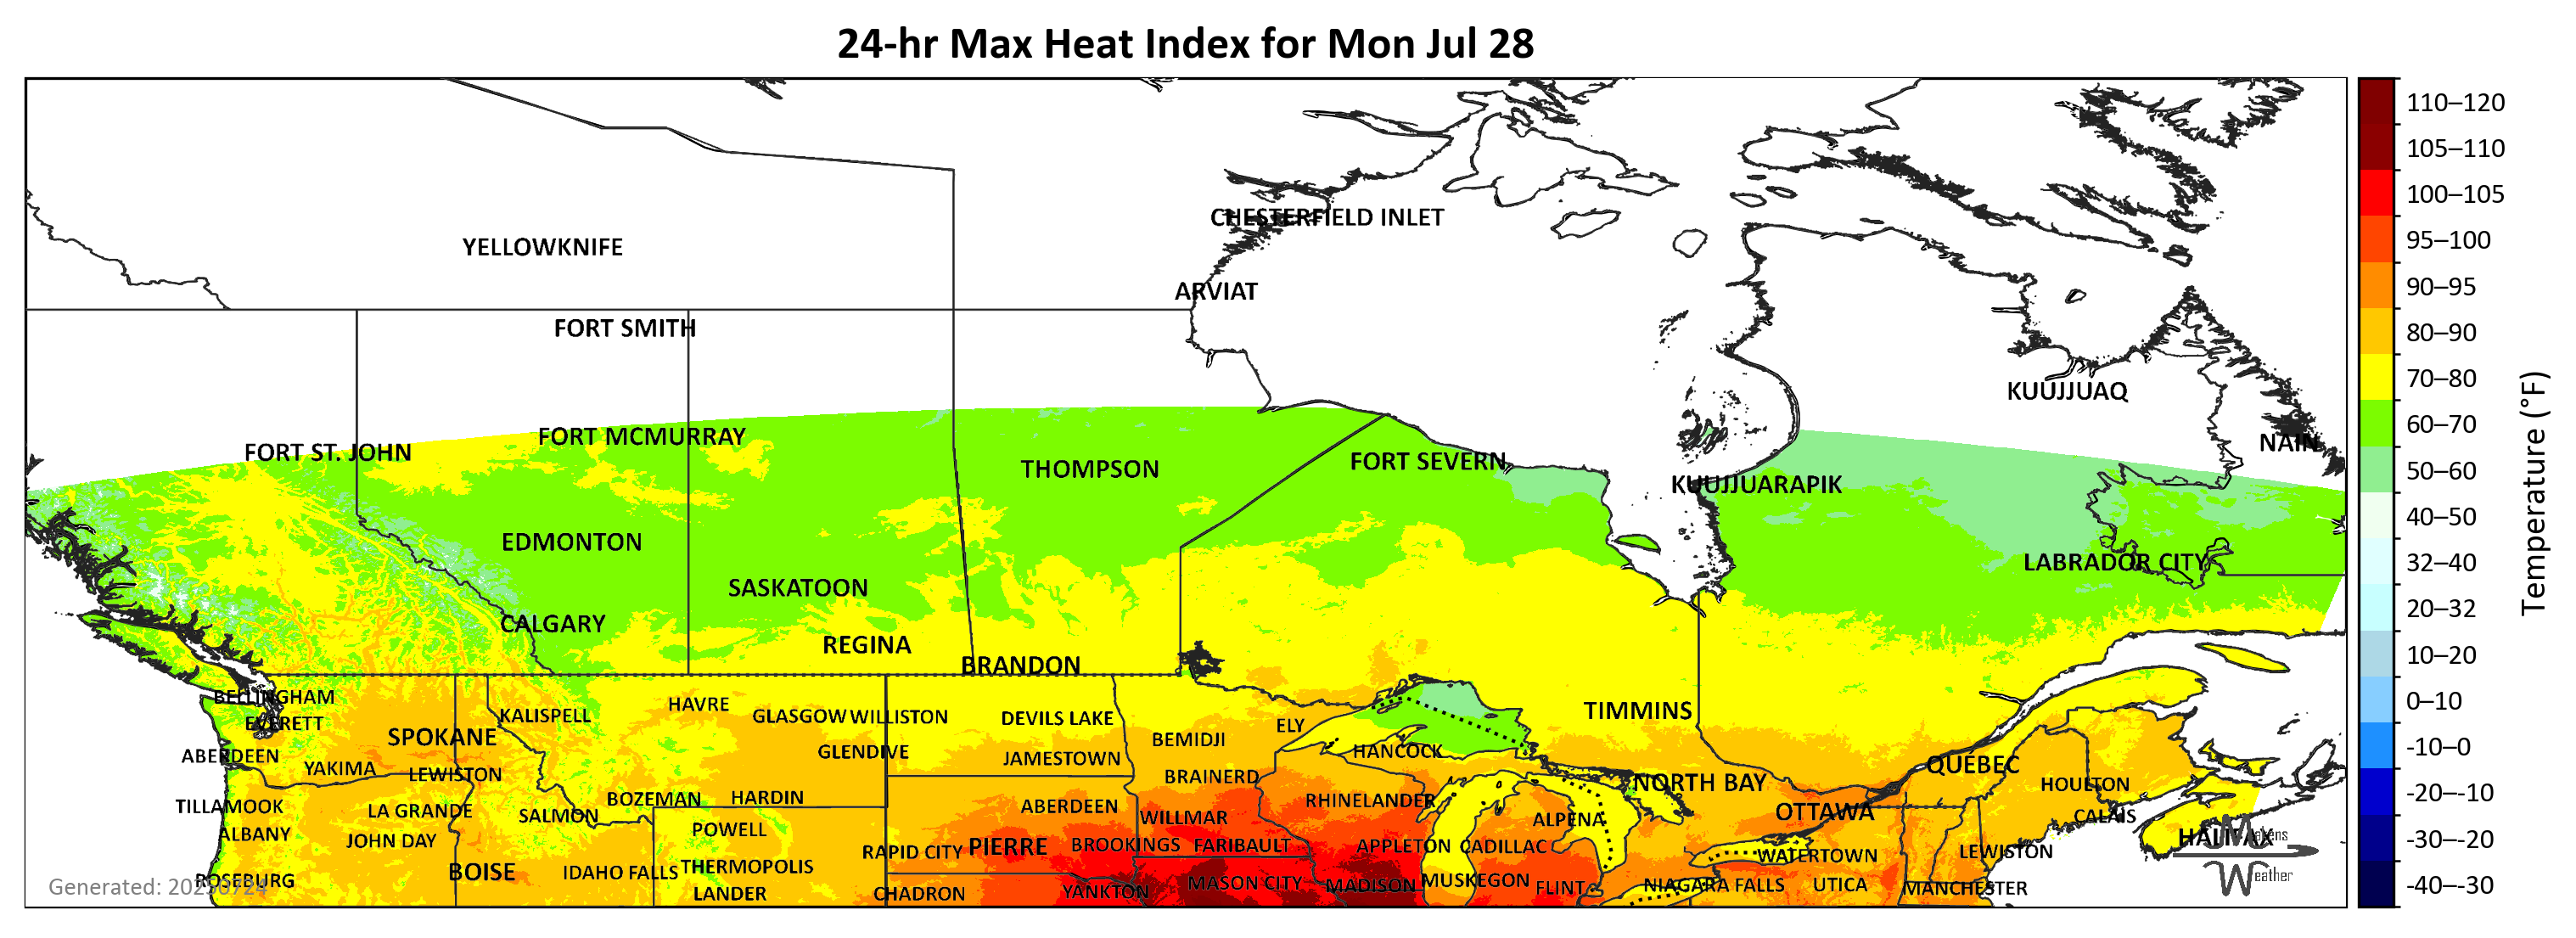 24-hr Max Heat Index for Mon Jul 28
110–120
105–110
100–105
95–100
90–95
80–90
70–80
60–70
50–60
40–50
32–40
20–32
10–20
0–10
-10–0
-20–-10
-30–-20
-40–-30
Temperature (°F)
CHESTERFIELD INLET
YELLOWKNIFE
ARVIAT
FORT SMITH
KUUJJUAQ
FORT MCMURRAY
NAIN
FORT ST. JOHN
FORT SEVERN
THOMPSON
KUUJJUARAPIK
EDMONTON
LABRADOR CITY
SASKATOON
CALGARY
REGINA
BRANDON
BELLINGHAM
HAVRE
TIMMINS
KALISPELL
GLASGOW
WILLISTON
DEVILS LAKE
EVERETT
ELY
SPOKANE
BEMIDJI
HANCOCK
GLENDIVE
ABERDEEN
JAMESTOWN
QUÉBEC
YAKIMA
LEWISTON
BRAINERD
NORTH BAY
HOULTON
BOZEMAN
HARDIN
RHINELANDER
TILLAMOOK
ABERDEEN
LA GRANDE
OTTAWA
SALMON
WILLMAR
CALAIS
ALPENA
POWELL
ALBANY
HALIFAX
JOHN DAY
BROOKINGS
FARIBAULT
APPLETON
CADILLAC
PIERRE
RAPID CITY
LEWISTON
WATERTOWN
THERMOPOLIS
BOISE
IDAHO FALLS
ROSEBURG
MUSKEGON
MASON CITY
MADISON
NIAGARA FALLS
UTICA
FLINT
MANCHESTER
YANKTON
LANDER
CHADRON
Generated: 20250724
Makens
Weather